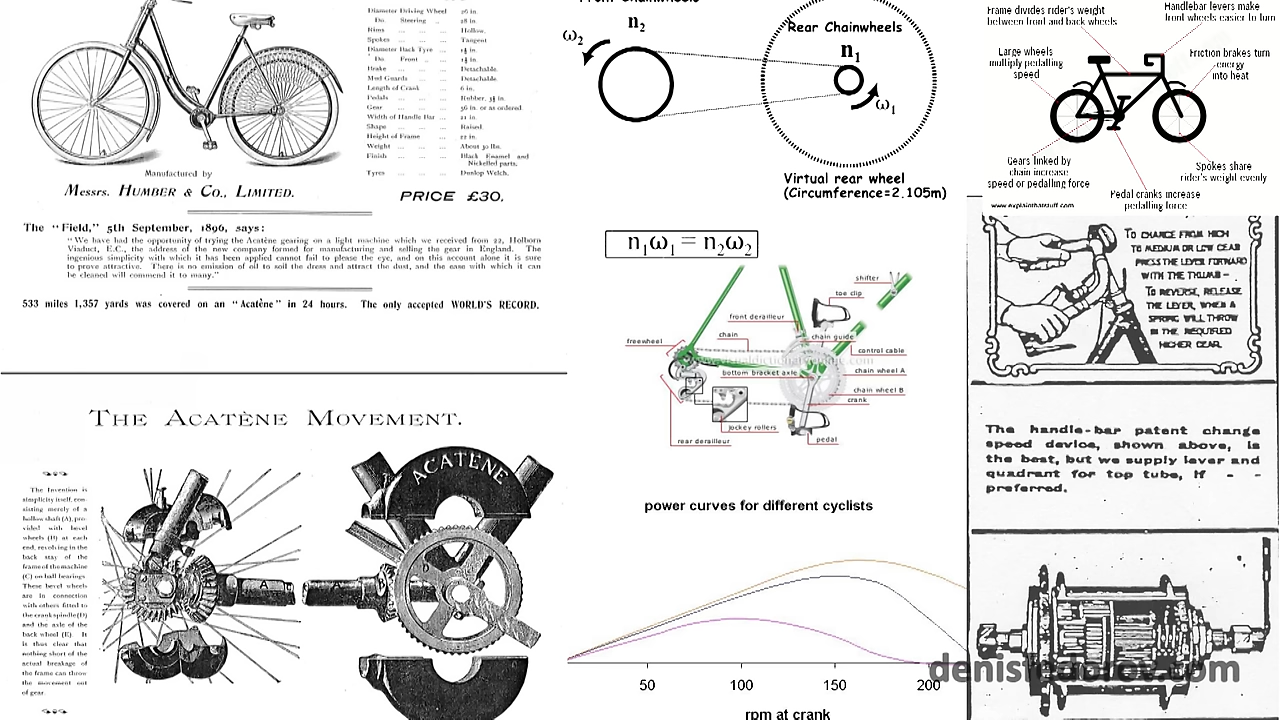 Diameter Driving Wheel 26 in.
Do. Steering „ 28 in.
Rims ... ... ... Hollow.
Spokes ... ... ... Tangent
Diameter Back Tyre ... 1½ in.
Do. Front „ ... 1½ in.
Brake ... ... ... Detachable.
Mud Guards ... ... Detachable.
Length of Crank ... 6 in.
Pedals ... ... ... Rubber, 3½ in.
Gear ... ... ... 56 in. or as ordered.
Width of Handle Bar ... 21 in.
Shape ... ... Raised.
Height of Frame ... 22 in.
Weight ... ... ... About 30 lbs.
Finish ... ... ... Black Enamel and
Nickelled parts.
Tyres ... ... ... Dunlop Welch.
Manufactured by
Messrs. HUMBER & Co., LIMITED.
PRICE £30.
The "Field," 5th September, 1896, says:
"We have had the opportunity of trying the Acatène gearing on a light machine which we received from 22, Holborn
Viaduct, E.C., the address of the new company formed for manufacturing and selling the gear in England. The
ingenious simplicity with which it has been applied cannot fail to please the eye, and on this account alone it is sure
to prove attractive. There is no emission of oil to soil the dress and attract the dust, and the ease with which it can
be cleaned will commend it to many."
533 miles 1,357 yards was covered on an "Acatène" in 24 hours. The only accepted WORLD'S RECORD.
THE ACATÈNE MOVEMENT.
The Invention is
simplicity itself, con-
sisting merely of a
hollow shaft (A), pro-
vided with bevel
wheels (B) at each
end, revolving in the
back stay of the
frame of the machine
(C) on ball bearings.
These bevel wheels
are in connection
with others fitted to
the crank spindle (D)
and the axle of the
back wheel (E). It
is thus clear that
nothing short of the
actual breakage of
the frame can throw
the movement out
of gear.
A
ACATÈNE
Front Chainwheels
n2
ω2
Rear Chainwheels
n1
ω1
Virtual rear wheel
(Circumference=2.105m)
n1ω1 = n2ω2
shifter
toe clip
front derailleur
chain
chain guide
freewheel
control cable
bottom bracket axle
chain wheel A
chain wheel B
crank
jockey rollers
rear derailleur
pedal
power curves for different cyclists
50 100 150 200
rpm at crank
Frame divides rider's weight
between front and back wheels
Handlebar levers make
front wheels easier to turn
Large wheels
multiply pedalling
speed
Friction brakes turn
energy
into heat
Gears linked by
chain increase
speed or pedalling force
Spokes share
rider's weight evenly
Pedal cranks increase
pedalling force
www.explainthatstuff.com
TO CHANGE FROM HIGH
TO MEDIUM OR LOW GEAR
PRESS THE LEVER FORWARD
WITH THE THUMB –
TO REVERSE, RELEASE
THE LEVER, WHEN A
SPRING WILL THROW
IN THE REQUIRED
HIGHER GEAR.
The handle-bar patent change
speed device, shown above, is
the best, but we supply lever and
quadrant for top tube, if - -
preferred.